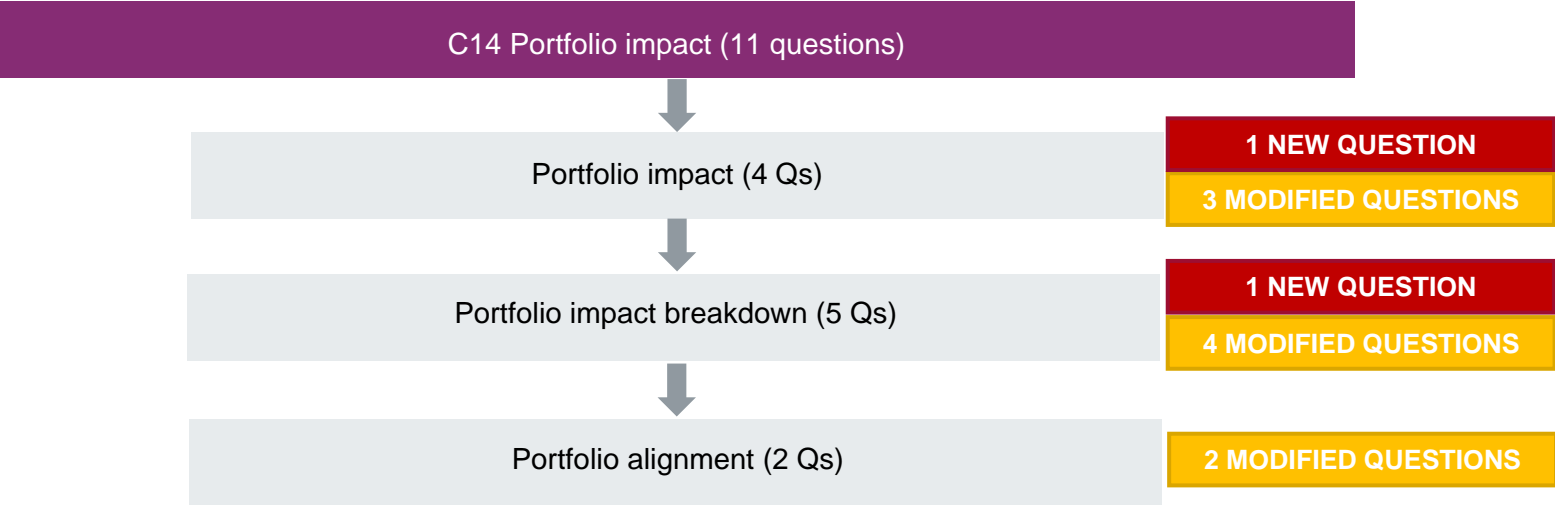 C14 Portfolio impact (11 questions)
Portfolio impact (4 Qs)
1 NEW QUESTION
3 MODIFIED QUESTIONS
Portfolio impact breakdown (5 Qs)
1 NEW QUESTION
4 MODIFIED QUESTIONS
Portfolio alignment (2 Qs)
2 MODIFIED QUESTIONS